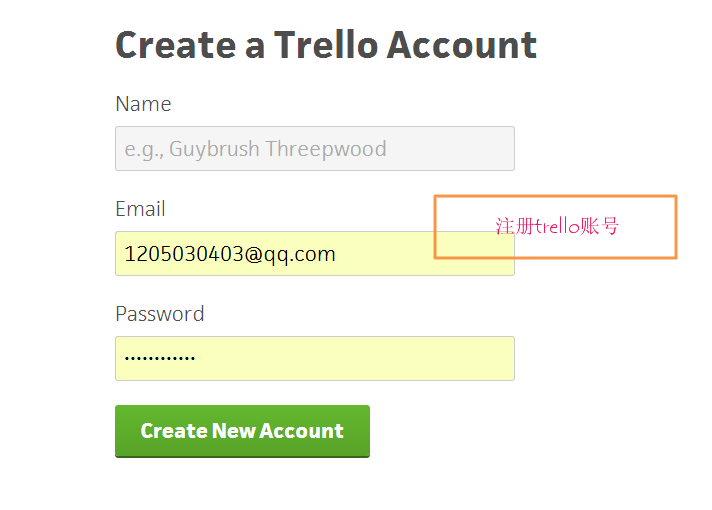 Create a Trello Account
Name
e.g., Guybrush Threepwood
Email
注册trello账号
1205030403@qq.com
Password
••••••••••••
Create New Account